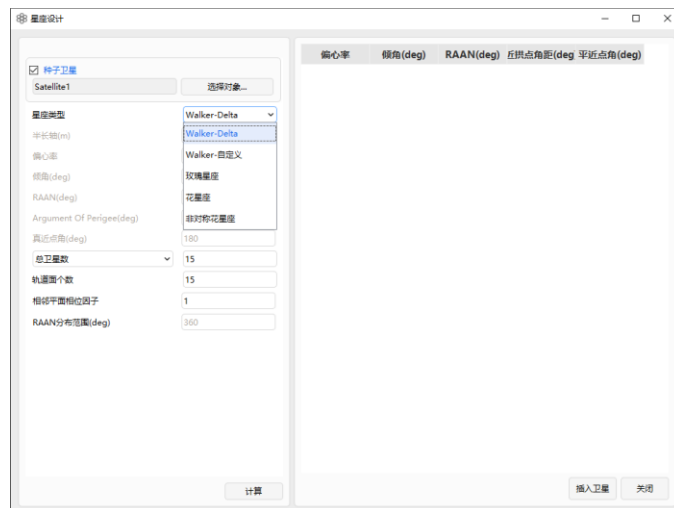 星座设计
种子卫星
Satellite1
选择对象...
星座类型
Walker-Delta
半长轴(m)
Walker-Delta
偏心率
Walker-自定义
倾角(deg)
玫瑰星座
RAAN(deg)
花星座
Argument Of Perigee(deg)
非对称花星座
真近点角(deg)
180
总卫星数
15
轨道面个数
15
相邻平面相位因子
1
RAAN分布范围(deg)
360
计算
偏心率
倾角(deg)
RAAN(deg)
丘拱点角距(deg
平近点角(deg)
插入卫星
关闭